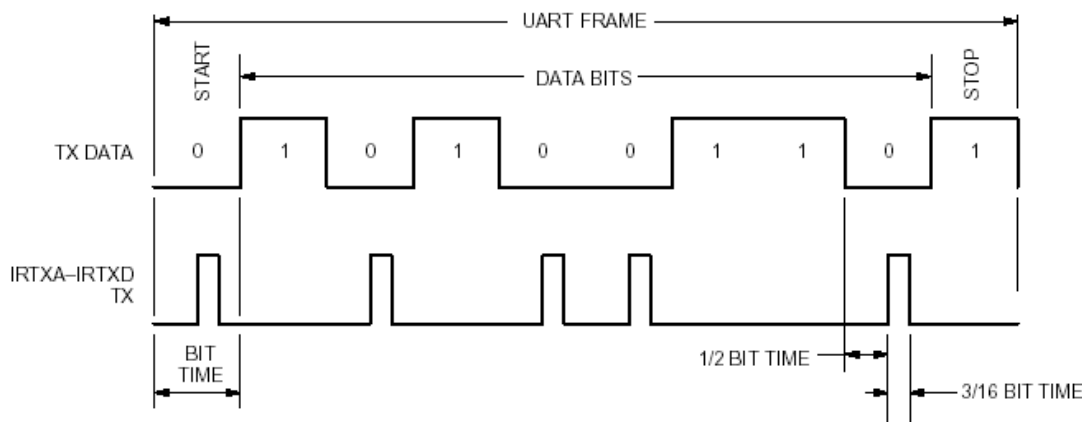 UART FRAME
START
DATA BITS
STOP
TX DATA
0 1 0 1 0 0 1 1 0 1
IRTXA–IRTXD
TX
BIT
TIME
1/2 BIT TIME
3/16 BIT TIME